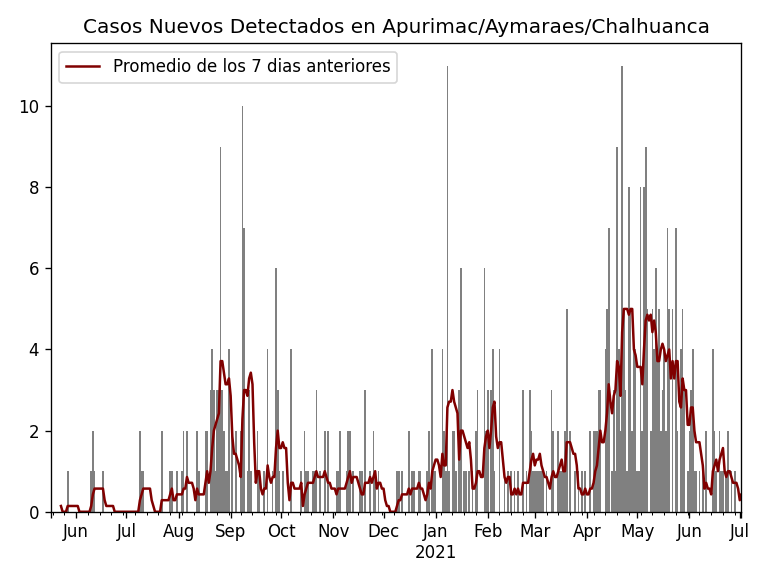 Casos Nuevos Detectados en Apurimac/Aymaraes/Chalhuanca
Promedio de los 7 dias anteriores
10
8
6
4
2
0
Jun Jul Aug Sep Oct Nov Dec Jan Feb Mar Apr May Jun Jul
2021